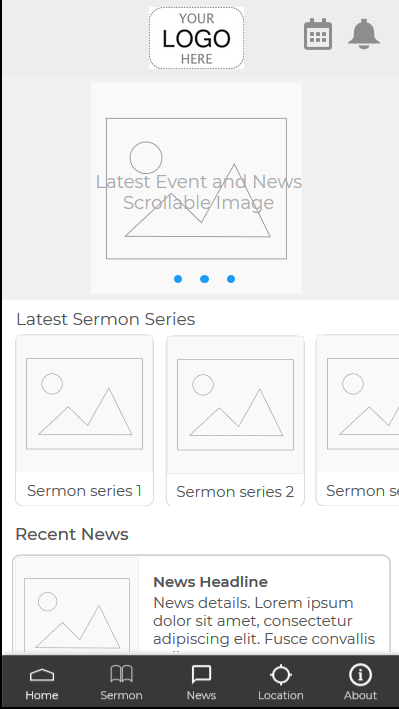 YOUR
LOGO
HERE
Latest Event and News
Scrollable Image
Latest Sermon Series
Sermon series 1
Sermon series 2
Sermon se
Recent News
News Headline
News details. Lorem ipsum
dolor sit amet, consectetur
adipiscing elit. Fusce convallis
Home
Sermon
News
Location
About